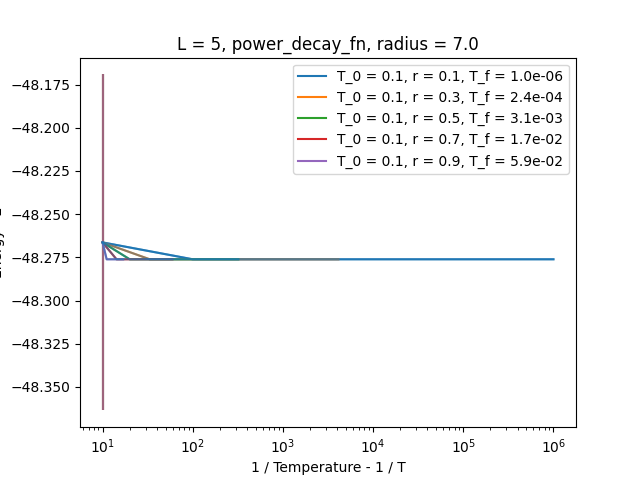 L = 5, power_decay_fn, radius = 7.0
T_0 = 0.1, r = 0.1, T_f = 1.0e-06
T_0 = 0.1, r = 0.3, T_f = 2.4e-04
T_0 = 0.1, r = 0.5, T_f = 3.1e-03
T_0 = 0.1, r = 0.7, T_f = 1.7e-02
T_0 = 0.1, r = 0.9, T_f = 5.9e-02
−48.175
−48.200
−48.225
−48.250
−48.275
−48.300
−48.325
−48.350
10¹ 10² 10³ 10⁴ 10⁵ 10⁶
1 / Temperature - 1 / T